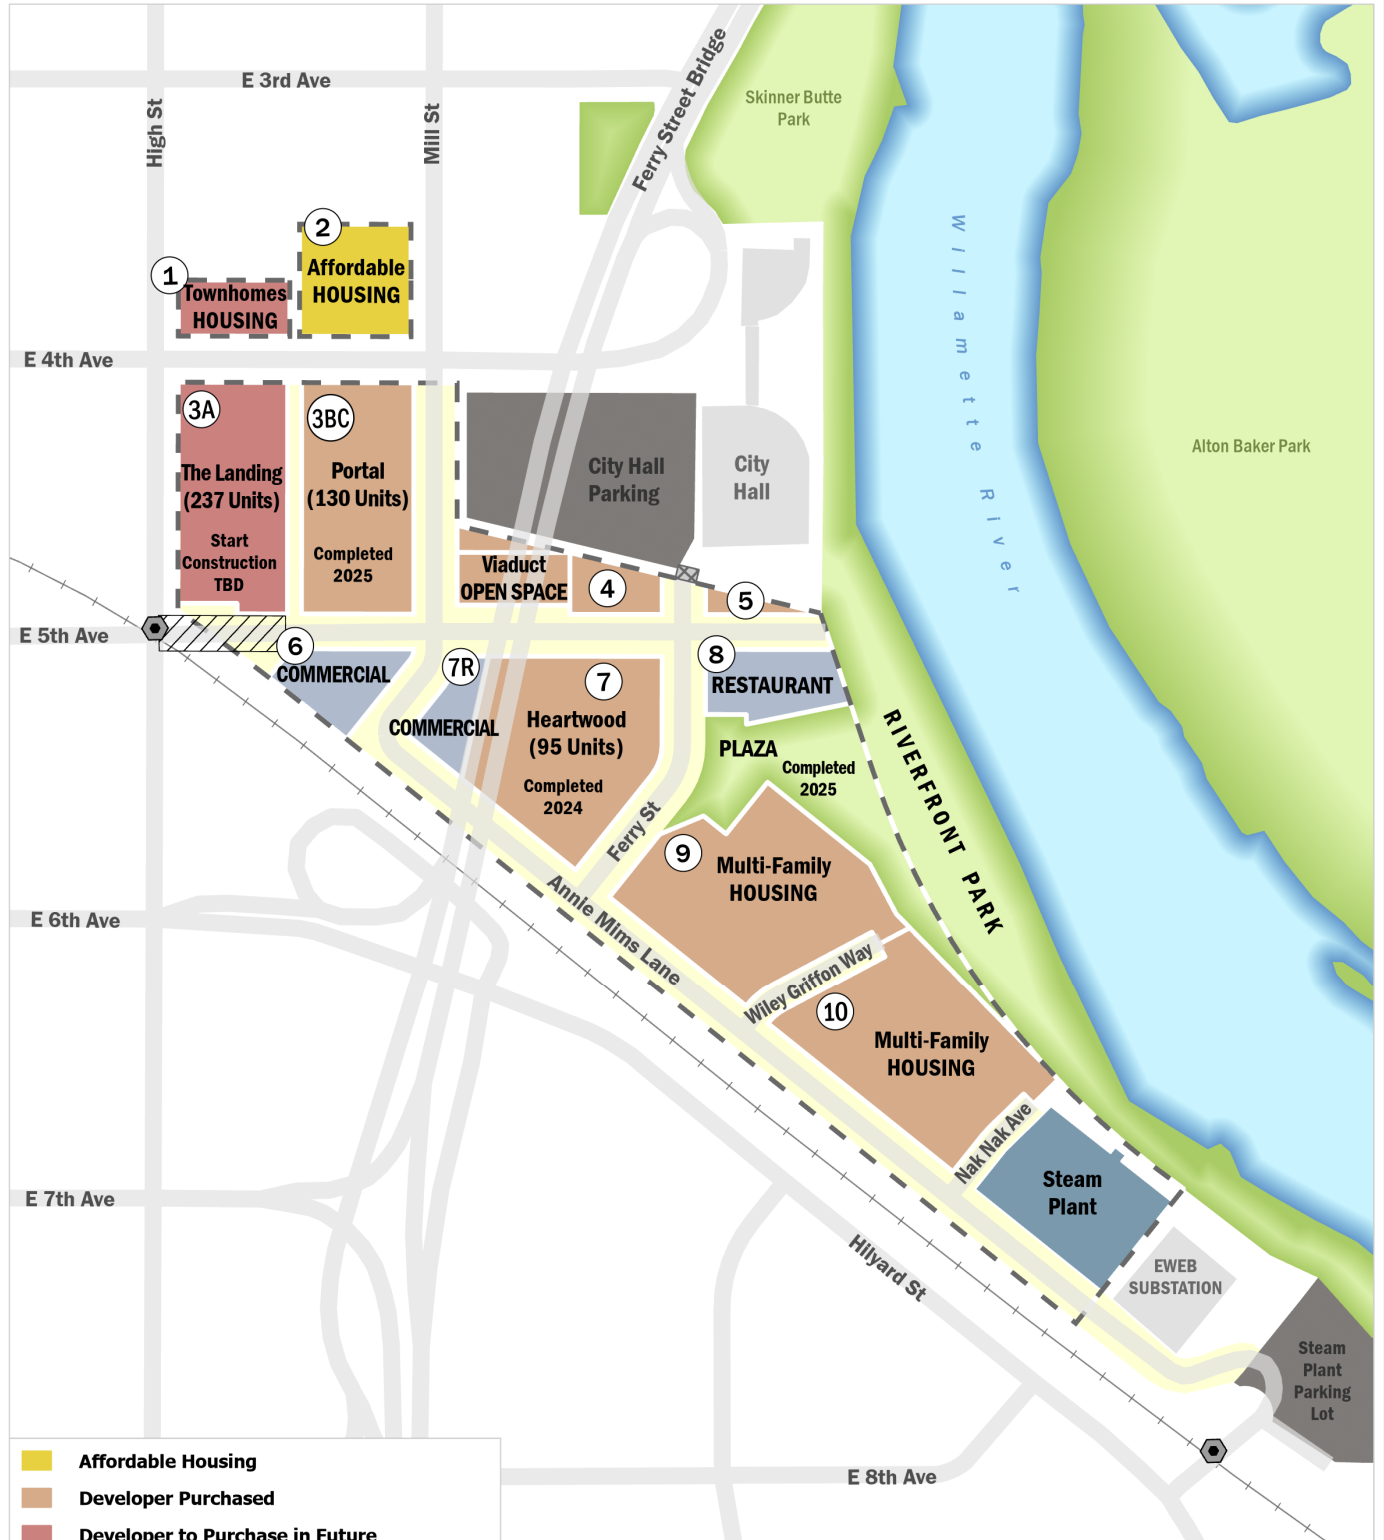 E 3rd Ave
High St
Mill St
Ferry Street Bridge
Skinner Butte
Park
Willamette River
Alton Baker Park
1
Townhomes
HOUSING
2
Affordable
HOUSING
E 4th Ave
3A
The Landing
(237 Units)
Start
Construction
TBD
3BC
Portal
(130 Units)
Completed
2025
City Hall
Parking
City
Hall
Viaduct
OPEN SPACE
4
5
E 5th Ave
6
COMMERCIAL
7R
COMMERCIAL
7
Heartwood
(95 Units)
Completed
2024
8
RESTAURANT
PLAZA
Completed
2025
RIVERFRONT PARK
Ferry St
9
Multi-Family
HOUSING
Annie Mims Lane
E 6th Ave
Wiley Griffon Way
10
Multi-Family
HOUSING
Nak Nak Ave
Steam
Plant
E 7th Ave
Hilyard St
EWEB
SUBSTATION
Steam
Plant
Parking
Lot
E 8th Ave
Affordable Housing
Developer Purchased
Developer to Purchase in Future